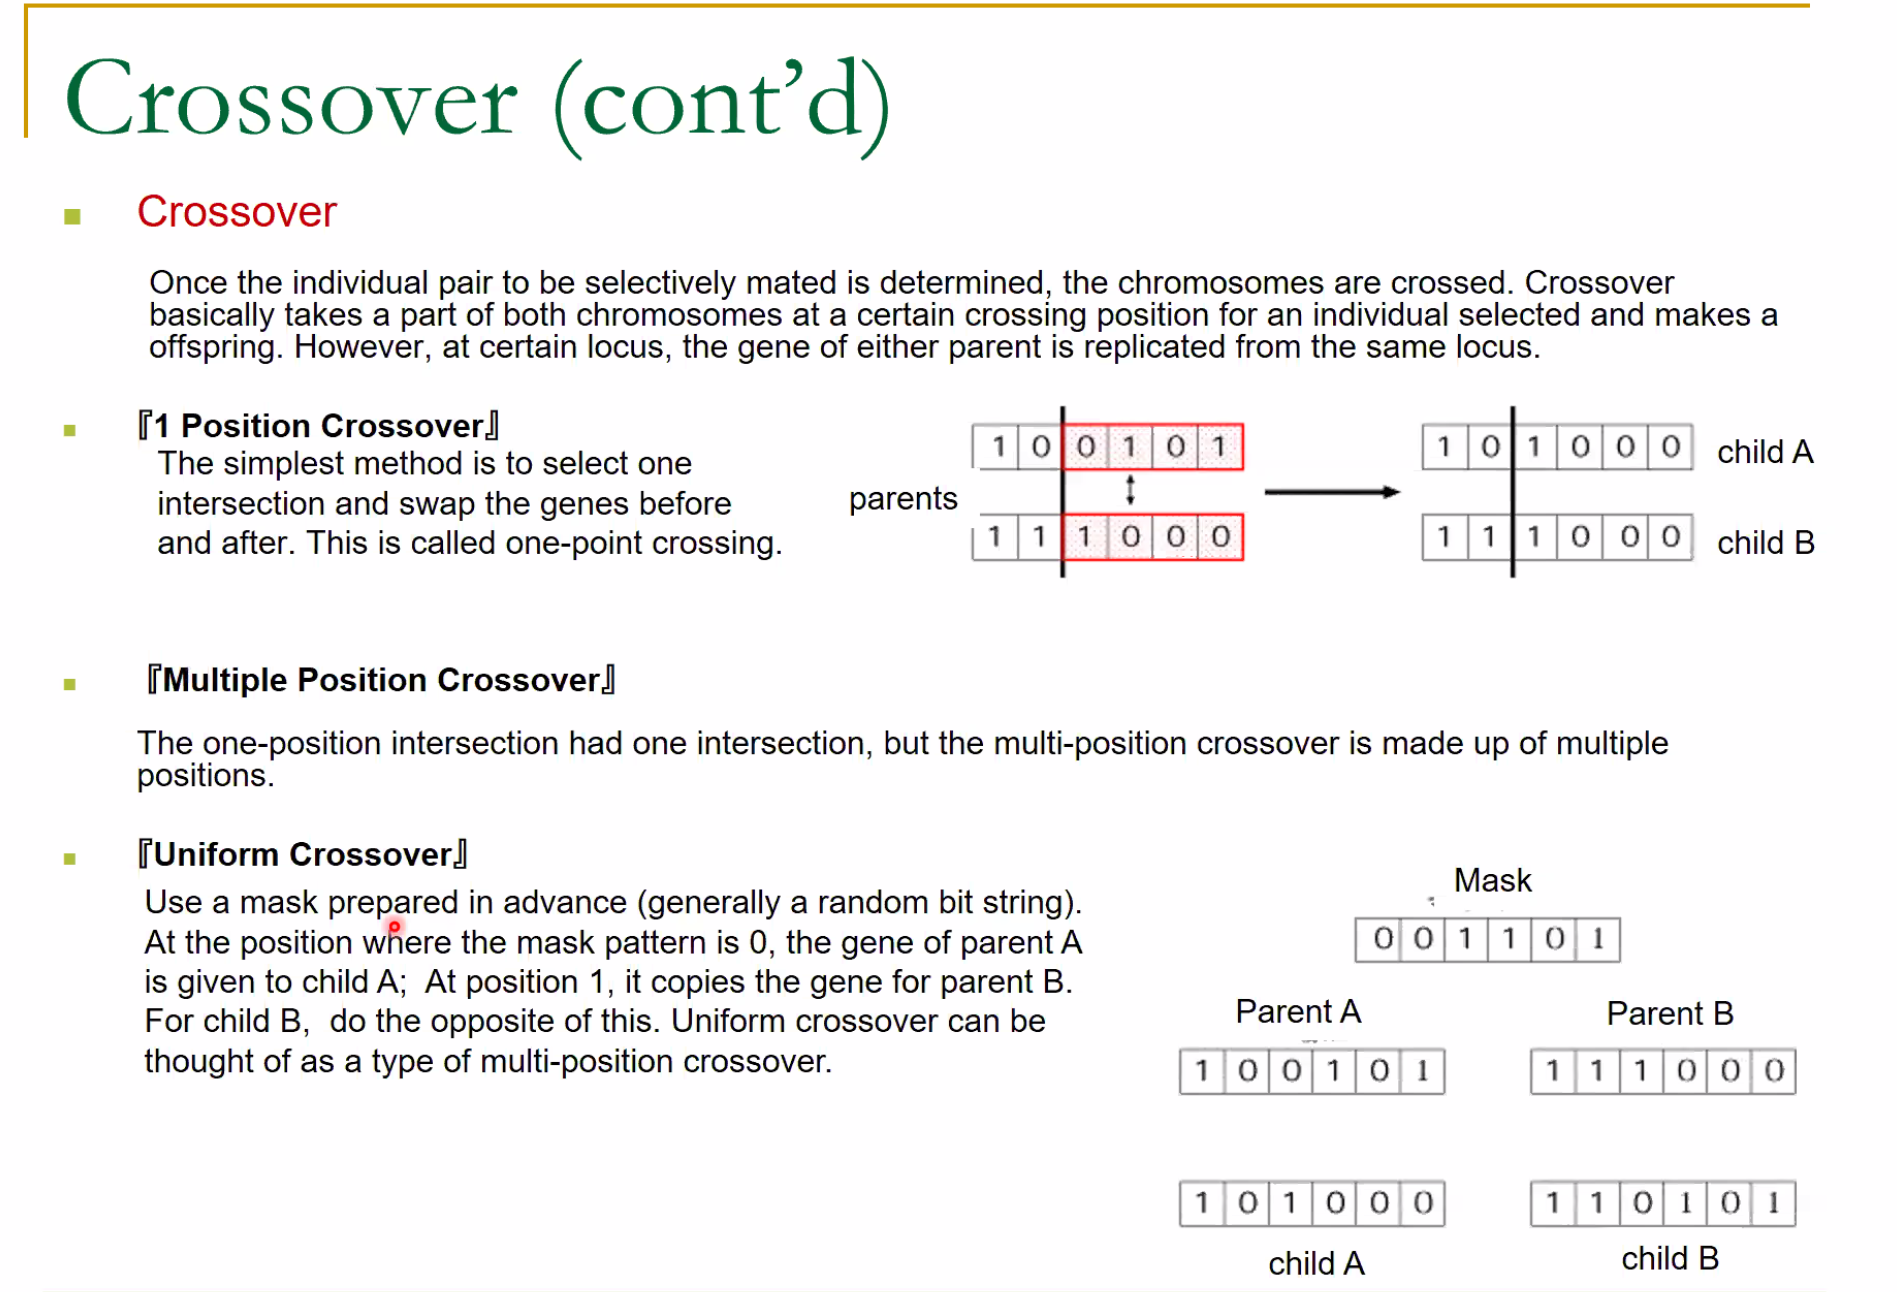 Crossover (cont’d)
Crossover
Once the individual pair to be selectively mated is determined, the chromosomes are crossed. Crossover
basically takes a part of both chromosomes at a certain crossing position for an individual selected and makes a
offspring. However, at certain locus, the gene of either parent is replicated from the same locus.
『1 Position Crossover』
The simplest method is to select one
intersection and swap the genes before
and after. This is called one-point crossing.
parents
1 0 0 1 0 1
1 1 1 0 0 0
1 0 1 0 0 0 child A
1 1 1 0 0 0 child B
『Multiple Position Crossover』
The one-position intersection had one intersection, but the multi-position crossover is made up of multiple
positions.
『Uniform Crossover』
Use a mask prepared in advance (generally a random bit string).
At the position where the mask pattern is 0, the gene of parent A
is given to child A;  At position 1, it copies the gene for parent B.
For child B,  do the opposite of this. Uniform crossover can be
thought of as a type of multi-position crossover.
Mask
0 0 1 1 0 1
Parent A Parent B
1 0 0 1 0 1 1 1 1 0 0 0
1 0 1 0 0 0 1 1 0 1 0 1
child A child B